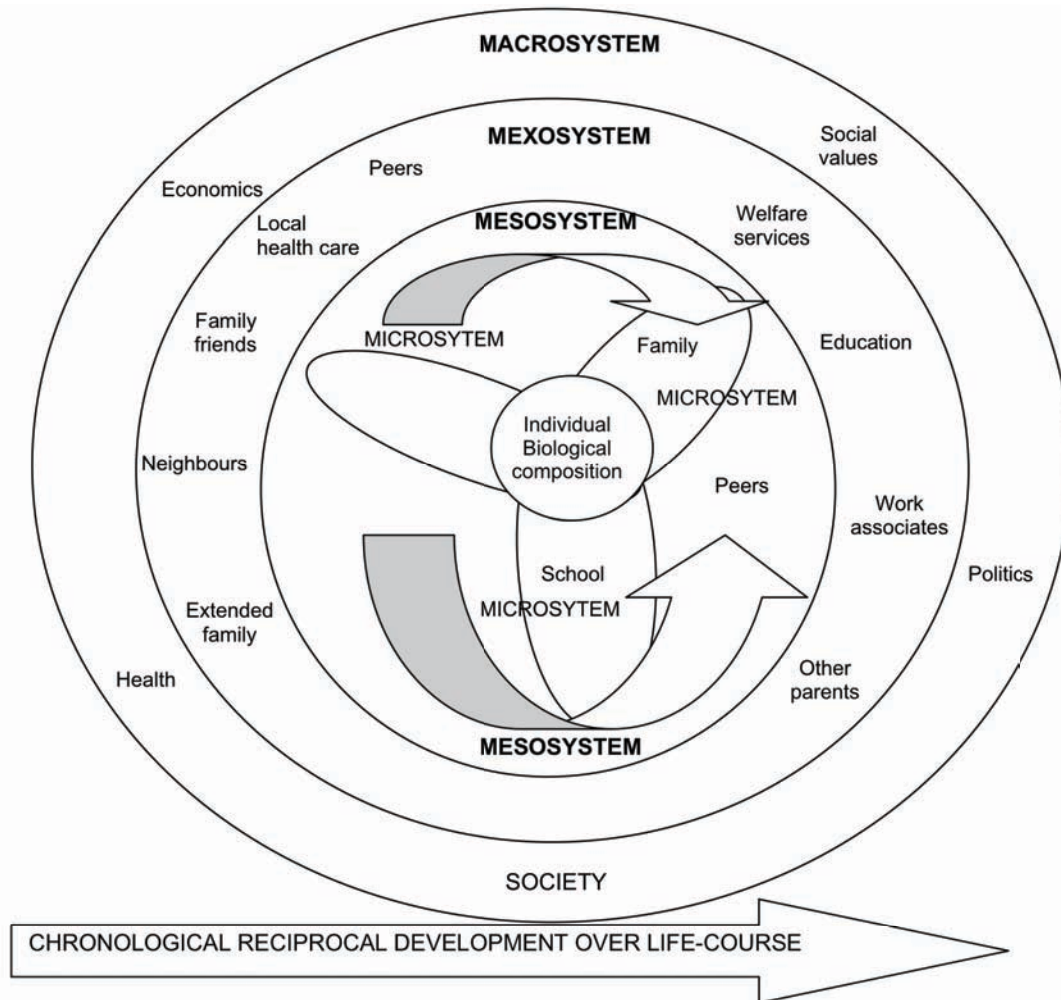 MACROSYSTEM
MEXOSYSTEM
Social
values
Peers
Economics
Local
health care
MESOSYSTEM
Welfare
services
Family
friends
MICROSYTEM
Family
Education
MICROSYTEM
Individual
Biological
composition
Neighbours
Peers
Work
associates
School
MICROSYTEM
Politics
Extended
family
Health
Other
parents
MESOSYSTEM
SOCIETY
CHRONOLOGICAL RECIPROCAL DEVELOPMENT OVER LIFE-COURSE